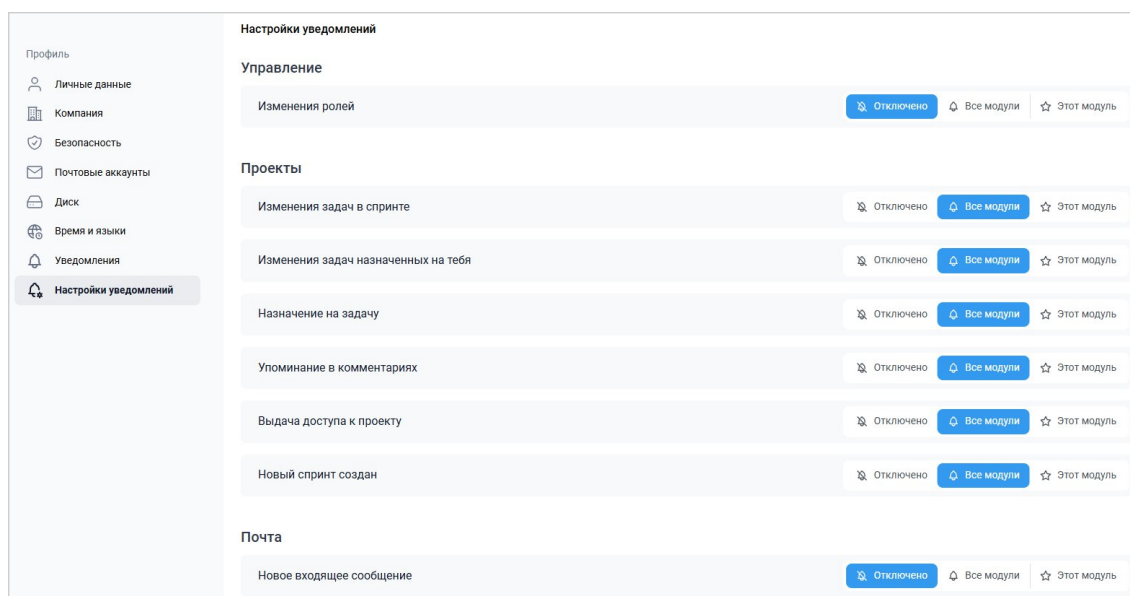 Настройки уведомлений
Профиль
Личные данные
Компания
Безопасность
Почтовые аккаунты
Диск
Время и языки
Уведомления
Настройки уведомлений
Управление
Изменения ролей Отключено Все модули Этот модуль
Проекты
Изменения задач в спринте Отключено Все модули Этот модуль
Изменения задач назначенных на тебя Отключено Все модули Этот модуль
Назначение на задачу Отключено Все модули Этот модуль
Упоминание в комментариях Отключено Все модули Этот модуль
Выдача доступа к проекту Отключено Все модули Этот модуль
Новый спринт создан Отключено Все модули Этот модуль
Почта
Новое входящее сообщение Отключено Все модули Этот модуль